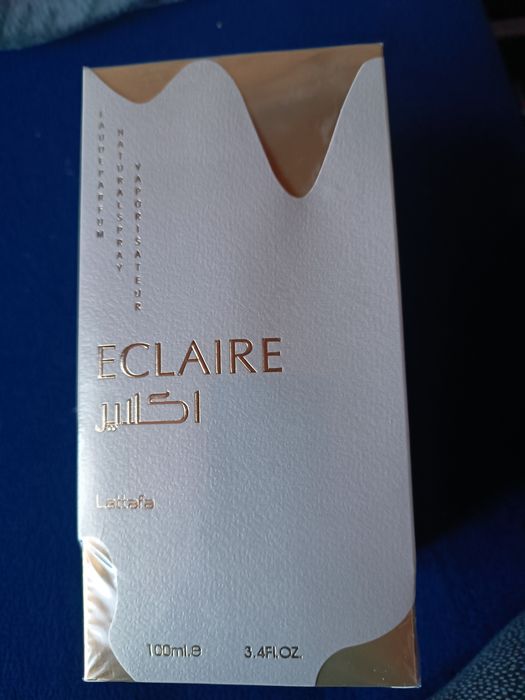 EAU DE PARFUM
NATURAL SPRAY
VAPORISATEUR
ECLAIRE
اكلير
Lattafa
100ml.e 3.4Fl.OZ.